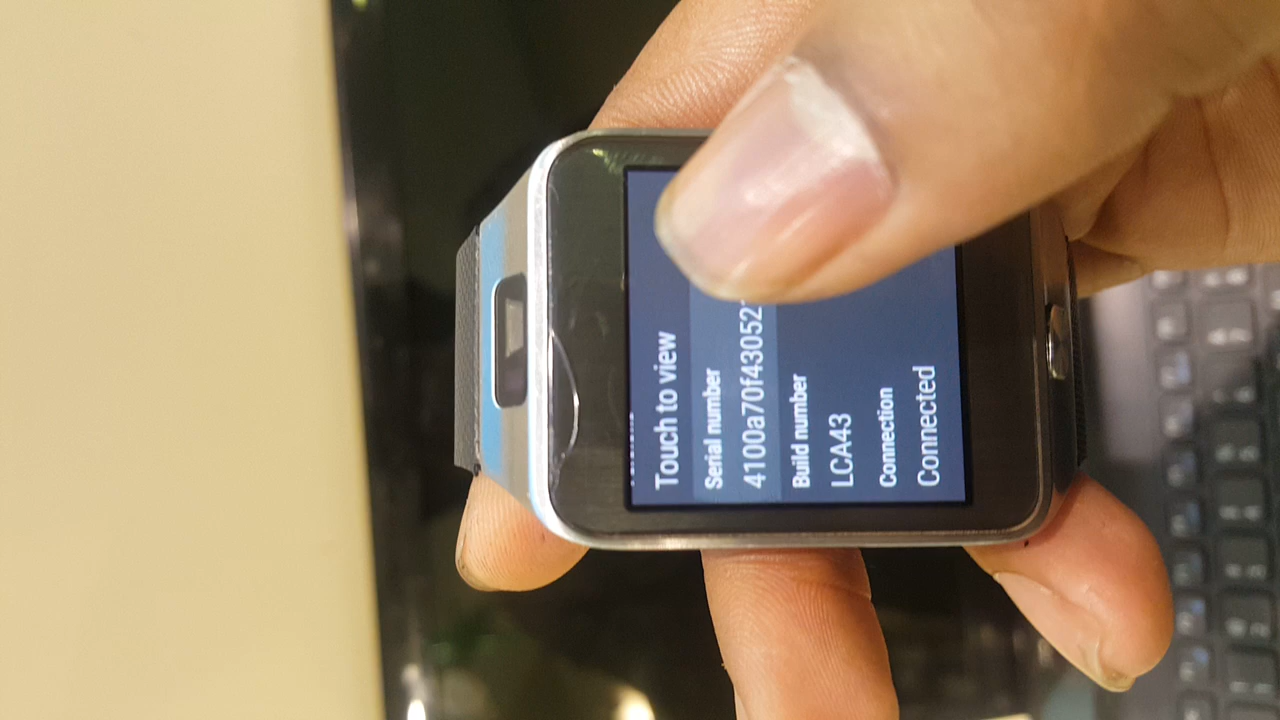 Touch to view
Serial number
4100a70f43052
Build number
LCA43
Connection
Connected